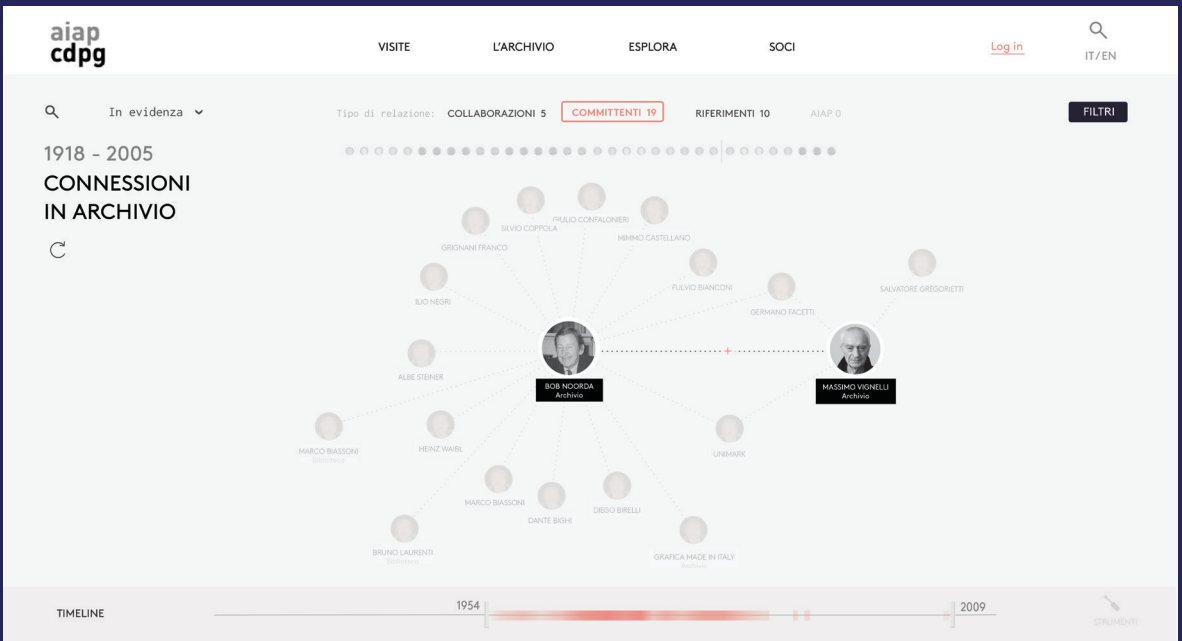 aiap
cdpg
VISITE
L'ARCHIVIO
ESPLORA
SOCI
Log in
IT/EN
In evidenza
Tipo di relazione: COLLABORAZIONI 5 COMMITTENTI 19 RIFERIMENTI 10 AIAP 0
FILTRI
1918 - 2005
CONNESSIONI
IN ARCHIVIO
SILVIO COPPOLA
GIULIO CONFALONIERI
MIMMO CASTELLANO
GRIGNANI FRANCO
FULVIO BIANCONI
SALVATORE GREGORIETTI
ILIO NEGRI
GERMANO FACETTI
ALBE STEINER
BOB NOORDA
Archivio
MASSIMO VIGNELLI
Archivio
MARCO BIASSONI
Biblioteca
HEINZ WAIBL
UNIMARK
MARCO BIASSONI
DANTE BIGHI
DIEGO BIRELLI
BRUNO LAURENTI
Biblioteca
GRAFICA MADE IN ITALY
Archivio
TIMELINE
1954
2009
STRUMENTI